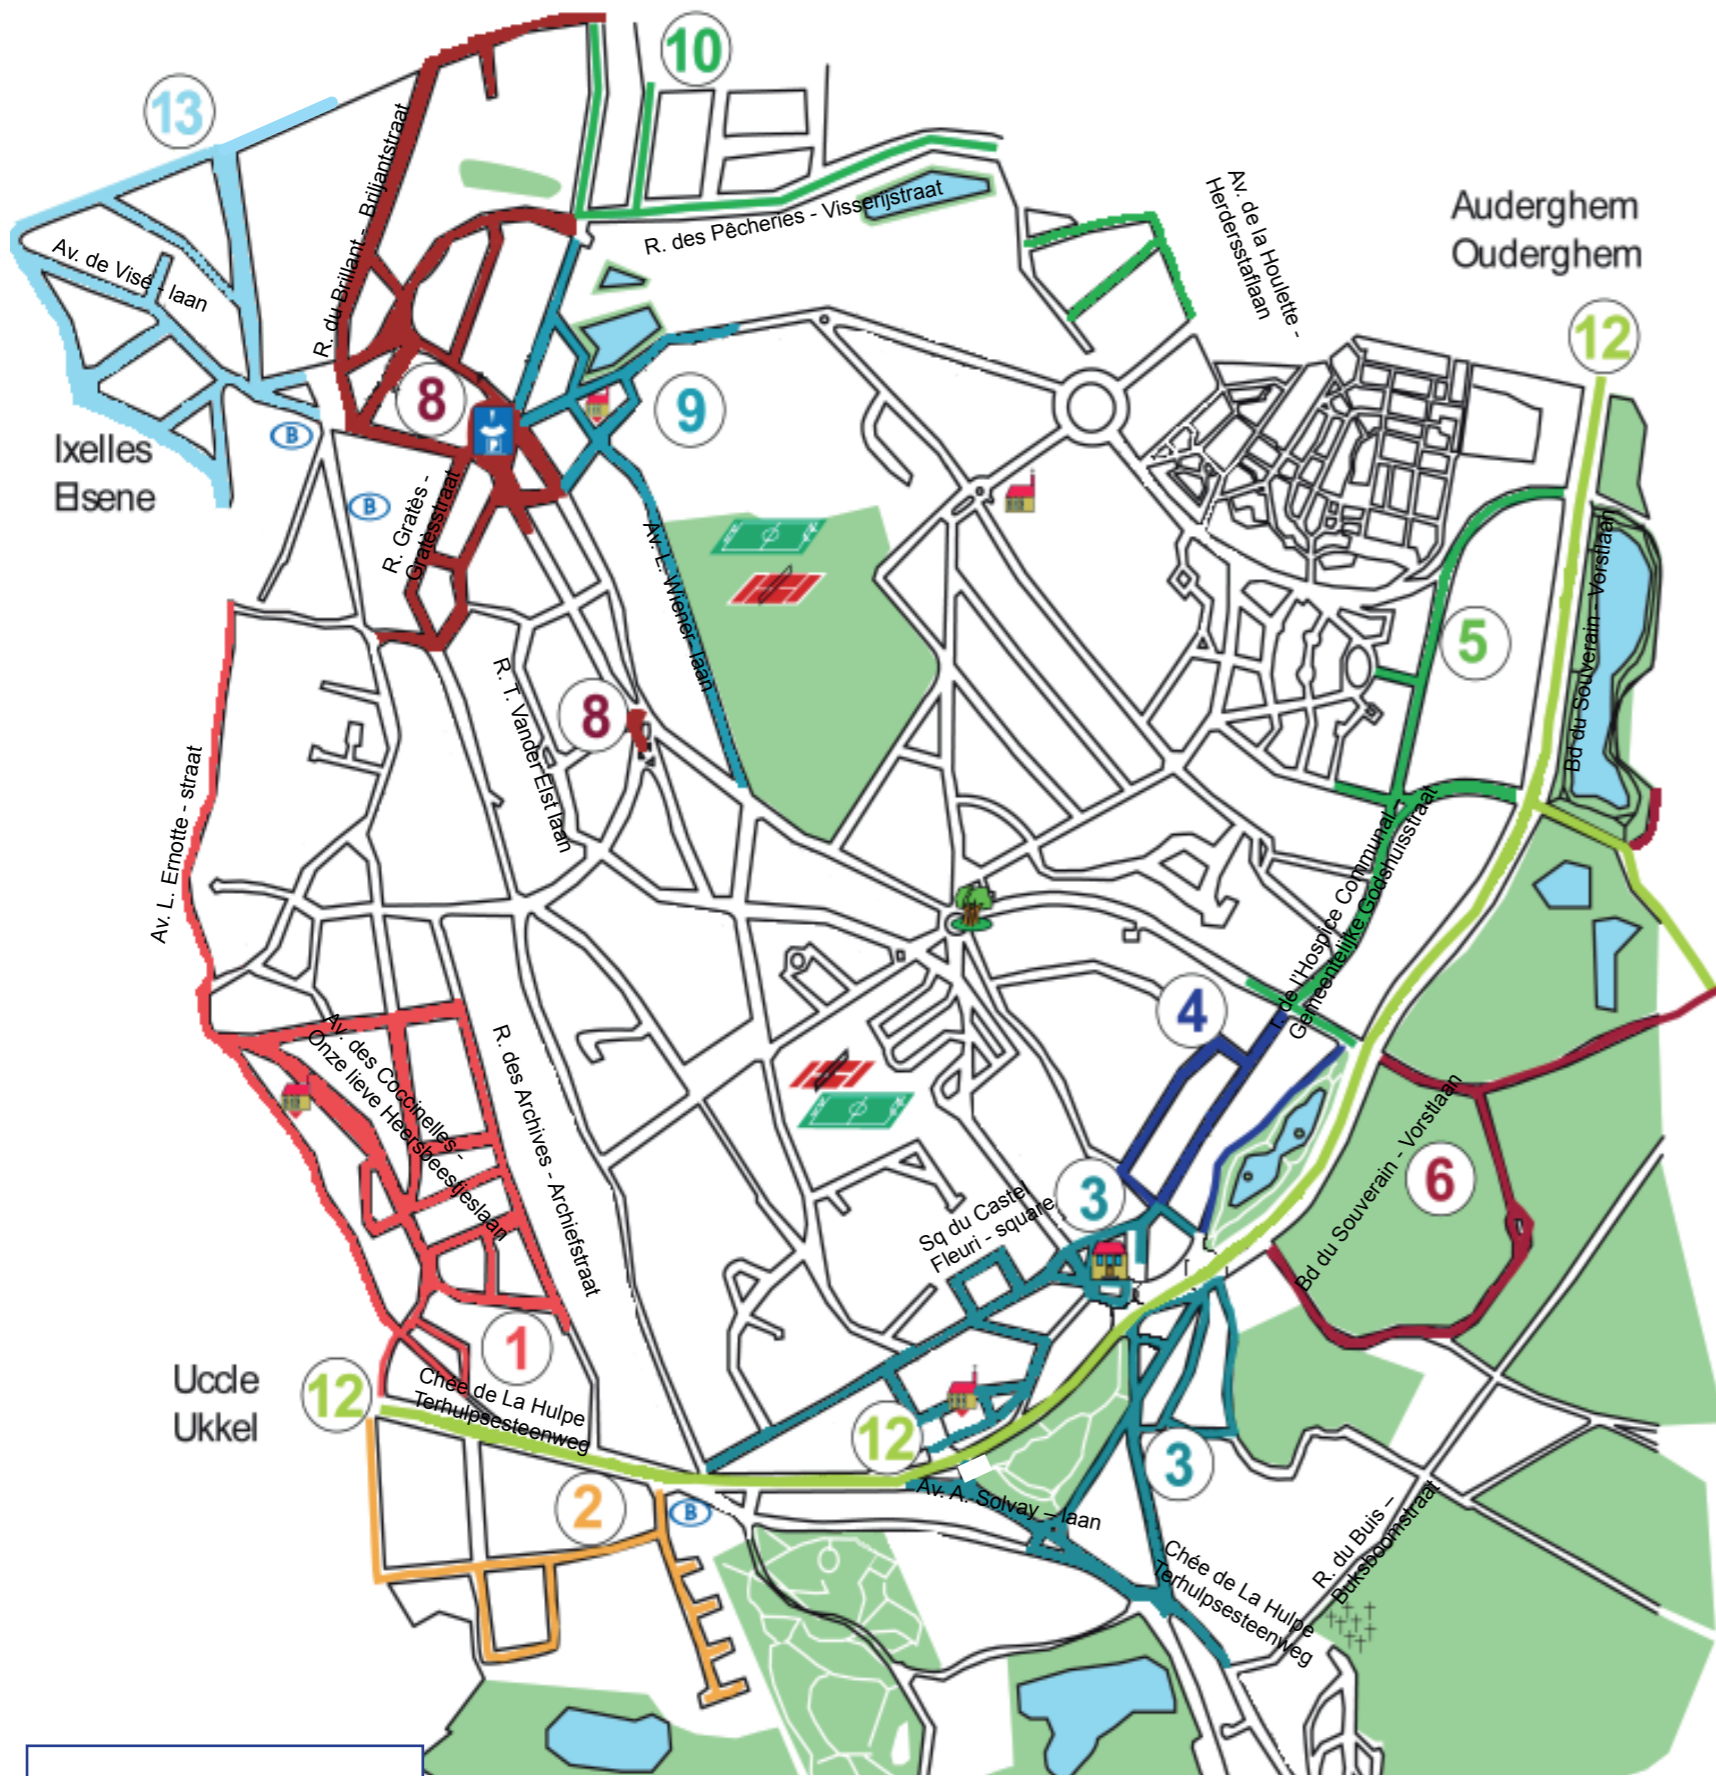 10
13
R. du Brillant - Briljantstraat
Av. de Visé - laan
R. des Pêcheries - Visserijstraat
Av. de la Houlette -
Herdersstaflaan
Auderghem
Ouderghem
12
8
9
Ixelles
Elsene
B
B
R. Gratès -
Gratèsstraat
Av. L. Wiener- laan
5
Bd du Souverain - Vorstlaan
8
R. T. Vander Elst laan
Av. L. Ernotte - straat
r. de l'Hospice Communal -
Gemeentelijke Godshuisstraat
4
Av. des Coccinelles -
Onze lieve Heersbeestjeslaan
R. des Archives - Archiefstraat
3
Sq du Castel
Fleuri - square
6
Bd du Souverain - Vorstlaan
1
Uccle
Ukkel
12
Chée de La Hulpe
Terhulpsesteenweg
12
3
2
B
Av. A. Solvay – laan
Chée de La Hulpe
Terhulpsesteenweg
R. du Buis –
Buksboomstraat